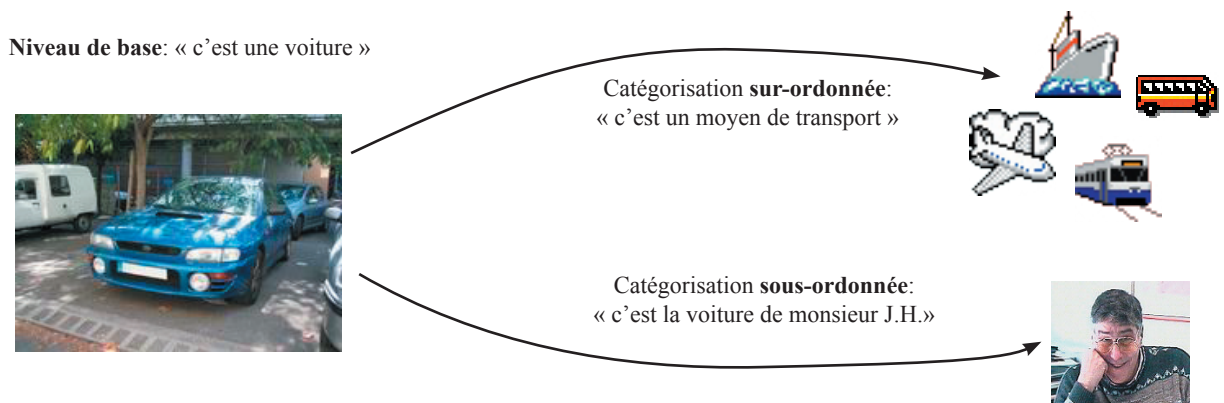 Niveau de base: « c’est une voiture »
Catégorisation sur-ordonnée:
« c’est un moyen de transport »
Catégorisation sous-ordonnée:
« c’est la voiture de monsieur J.H.»